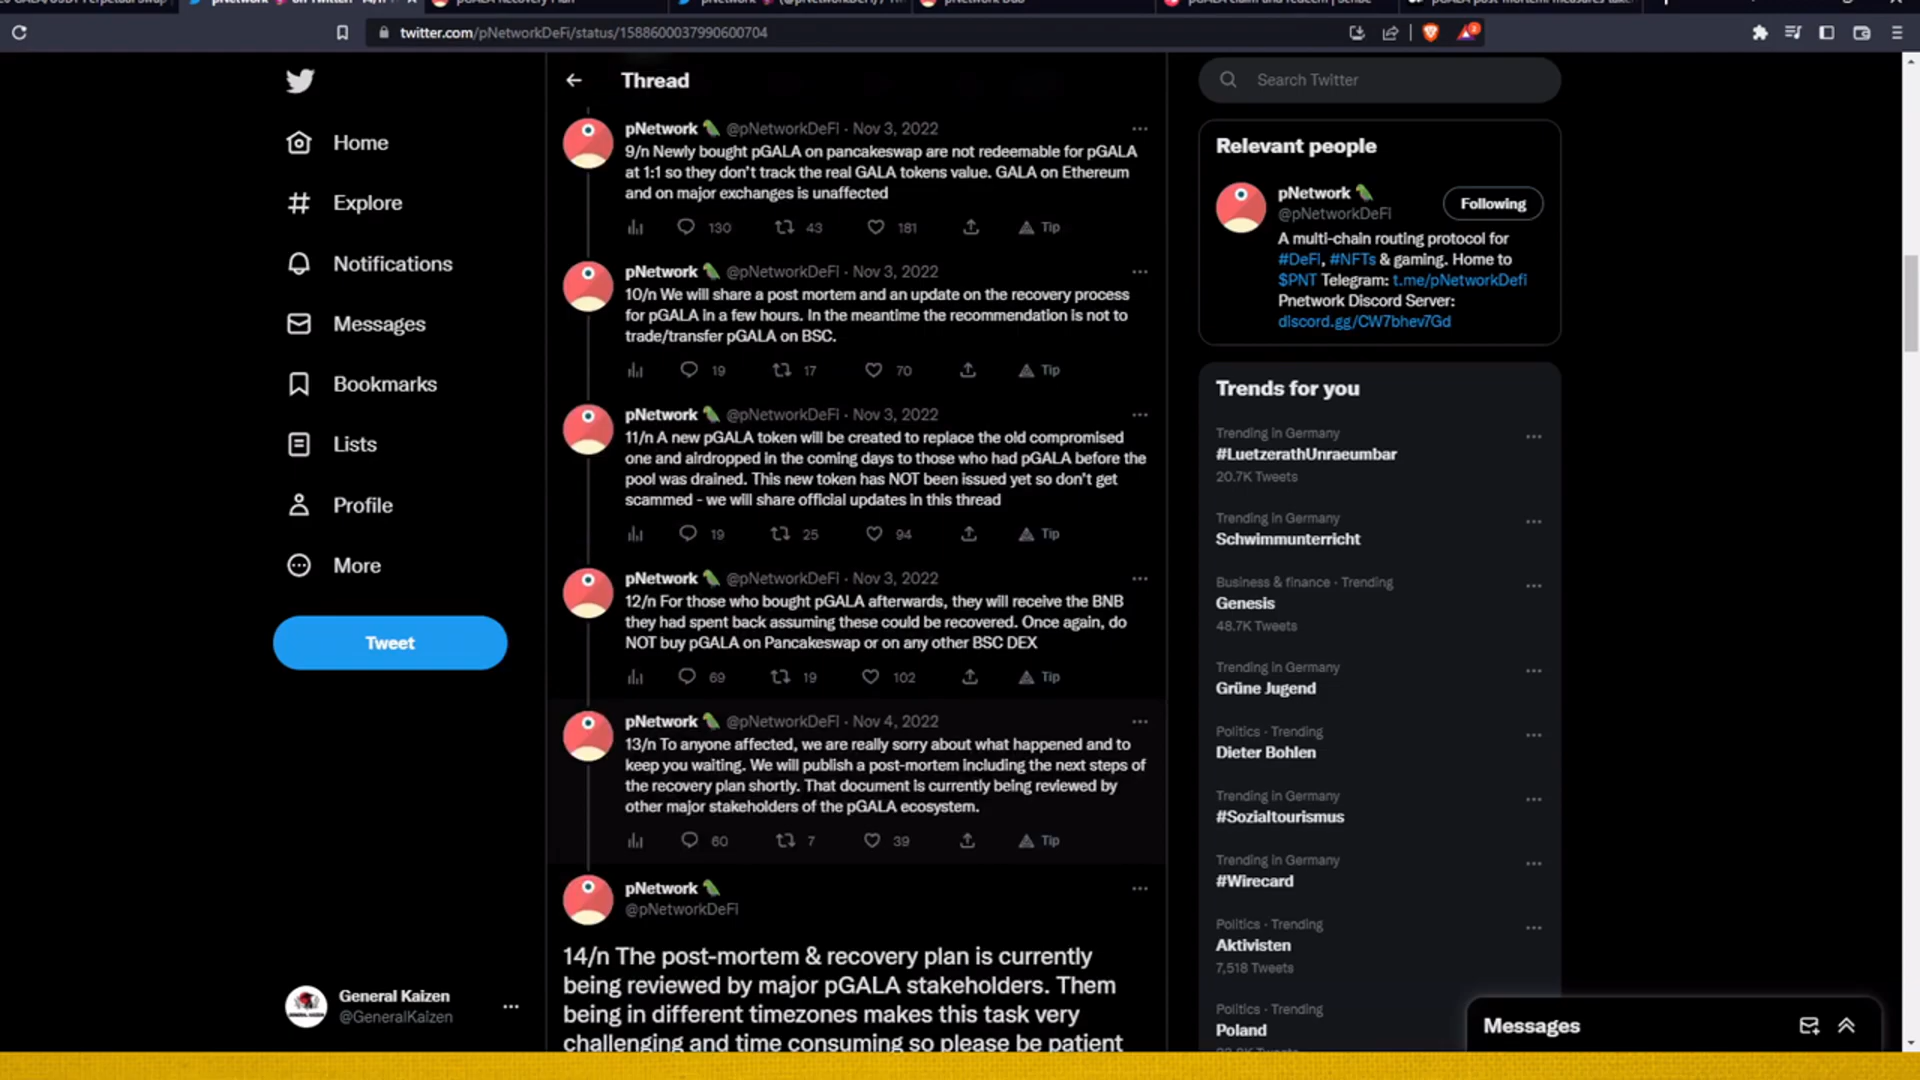 twitter.com/pNetworkDeFi/status/1588600037990600704
Home
Explore
Notifications
Messages
Bookmarks
Lists
Profile
More
Tweet
General Kaizen
@GeneralKaizen
Thread
pNetwork @pNetworkDeFi · Nov 3, 2022
9/n Newly bought pGALA on pancakeswap are not redeemable for pGALA
at 1:1 so they don't track the real GALA tokens value. GALA on Ethereum
and on major exchanges is unaffected
130 43 181 Tip
pNetwork @pNetworkDeFi · Nov 3, 2022
10/n We will share a post mortem and an update on the recovery process
for pGALA in a few hours. In the meantime the recommendation is not to
trade/transfer pGALA on BSC.
19 17 70 Tip
pNetwork @pNetworkDeFi · Nov 3, 2022
11/n A new pGALA token will be created to replace the old compromised
one and airdropped in the coming days to those who had pGALA before the
pool was drained. This new token has NOT been issued yet so don't get
scammed - we will share official updates in this thread
19 25 94 Tip
pNetwork @pNetworkDeFi · Nov 3, 2022
12/n For those who bought pGALA afterwards, they will receive the BNB
they had spent back assuming these could be recovered. Once again, do
NOT buy pGALA on Pancakeswap or on any other BSC DEX
69 19 102 Tip
pNetwork @pNetworkDeFi · Nov 4, 2022
13/n To anyone affected, we are really sorry about what happened and to
keep you waiting. We will publish a post-mortem including the next steps of
the recovery plan shortly. That document is currently being reviewed by
other major stakeholders of the pGALA ecosystem.
60 7 39 Tip
pNetwork
@pNetworkDeFi
14/n The post-mortem & recovery plan is currently
being reviewed by major pGALA stakeholders. Them
being in different timezones makes this task very
challenging and time consuming so please be patient
Search Twitter
Relevant people
pNetwork
@pNetworkDeFi
Following
A multi-chain routing protocol for
#DeFi, #NFTs & gaming. Home to
$PNT Telegram: t.me/pNetworkDefi
Pnetwork Discord Server:
discord.gg/CW7bhev7Gd
Trends for you
Trending in Germany
#LuetzerathUnraeumbar
20.7K Tweets
Trending in Germany
Schwimmunterricht
Business & finance · Trending
Genesis
48.7K Tweets
Trending in Germany
Grüne Jugend
Politics · Trending
Dieter Bohlen
Trending in Germany
#Sozialtourismus
Trending in Germany
#Wirecard
Politics · Trending
Aktivisten
7,518 Tweets
Politics · Trending
Poland
Messages